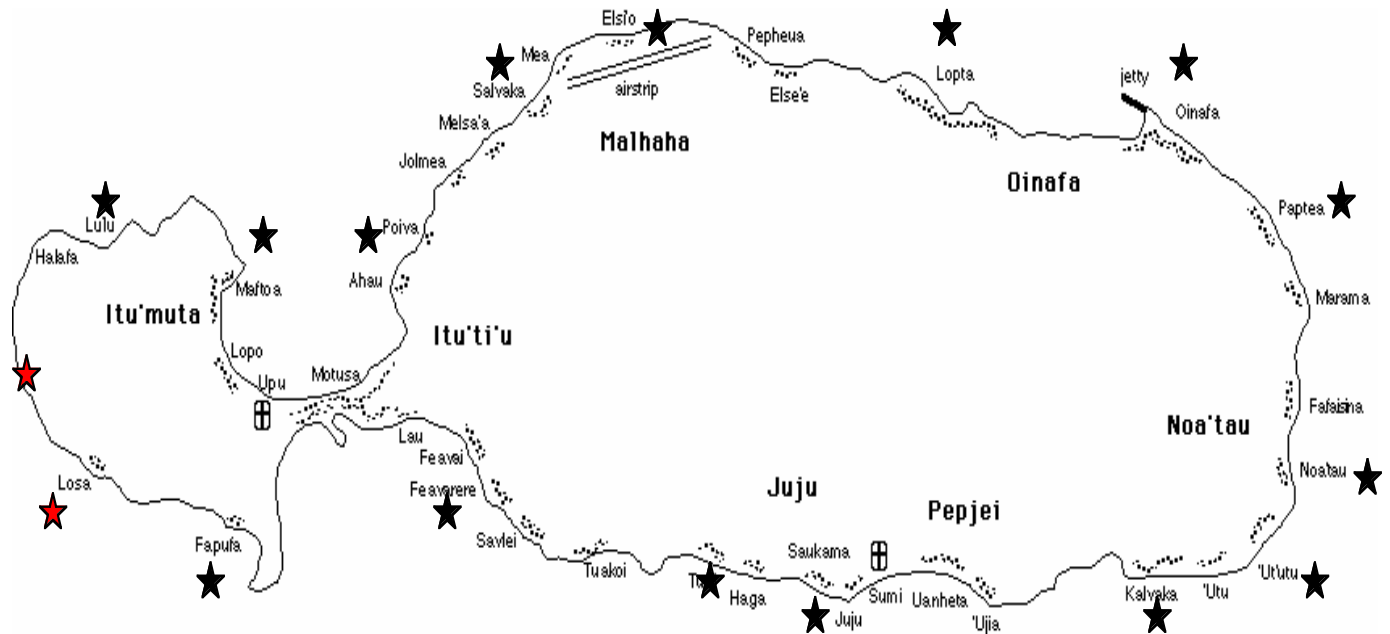 Elsi'o
Mea
Pepheua
Salvaka
airstrip
Else'e
Lopta
jetty
Oinafa
Melsa'a
Malhaha
Jolmea
Oinafa
Lu'lu
Poiva
Paptea
Halafa
Maftoa
Ahau
Marama
Itu'muta
Itu'ti'u
Lopo
Upu
Motusa
Fafaisina
Noa'tau
Lau
Feavai
Noa'tau
Losa
Feavarere
Juju
Pepjei
Savlei
Fapufa
Tuakoi
Saukama
Haga
Juju
Sumi
Uanheta
'Ujia
Kalvaka
'Utu
'Ut'utu